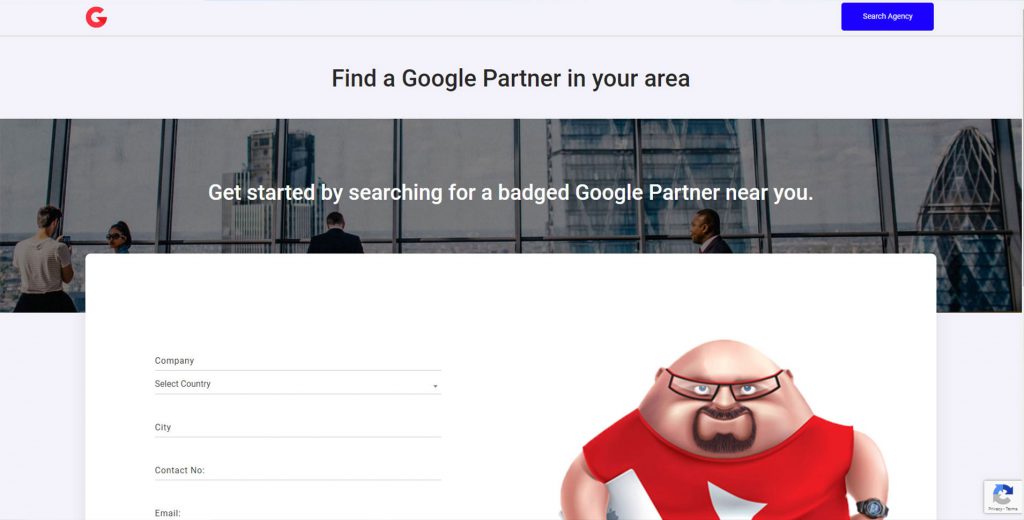 G
Search Agency
Find a Google Partner in your area
Get started by searching for a badged Google Partner near you.
Company
Select Country
City
Contact No:
Email:
Privacy - Terms